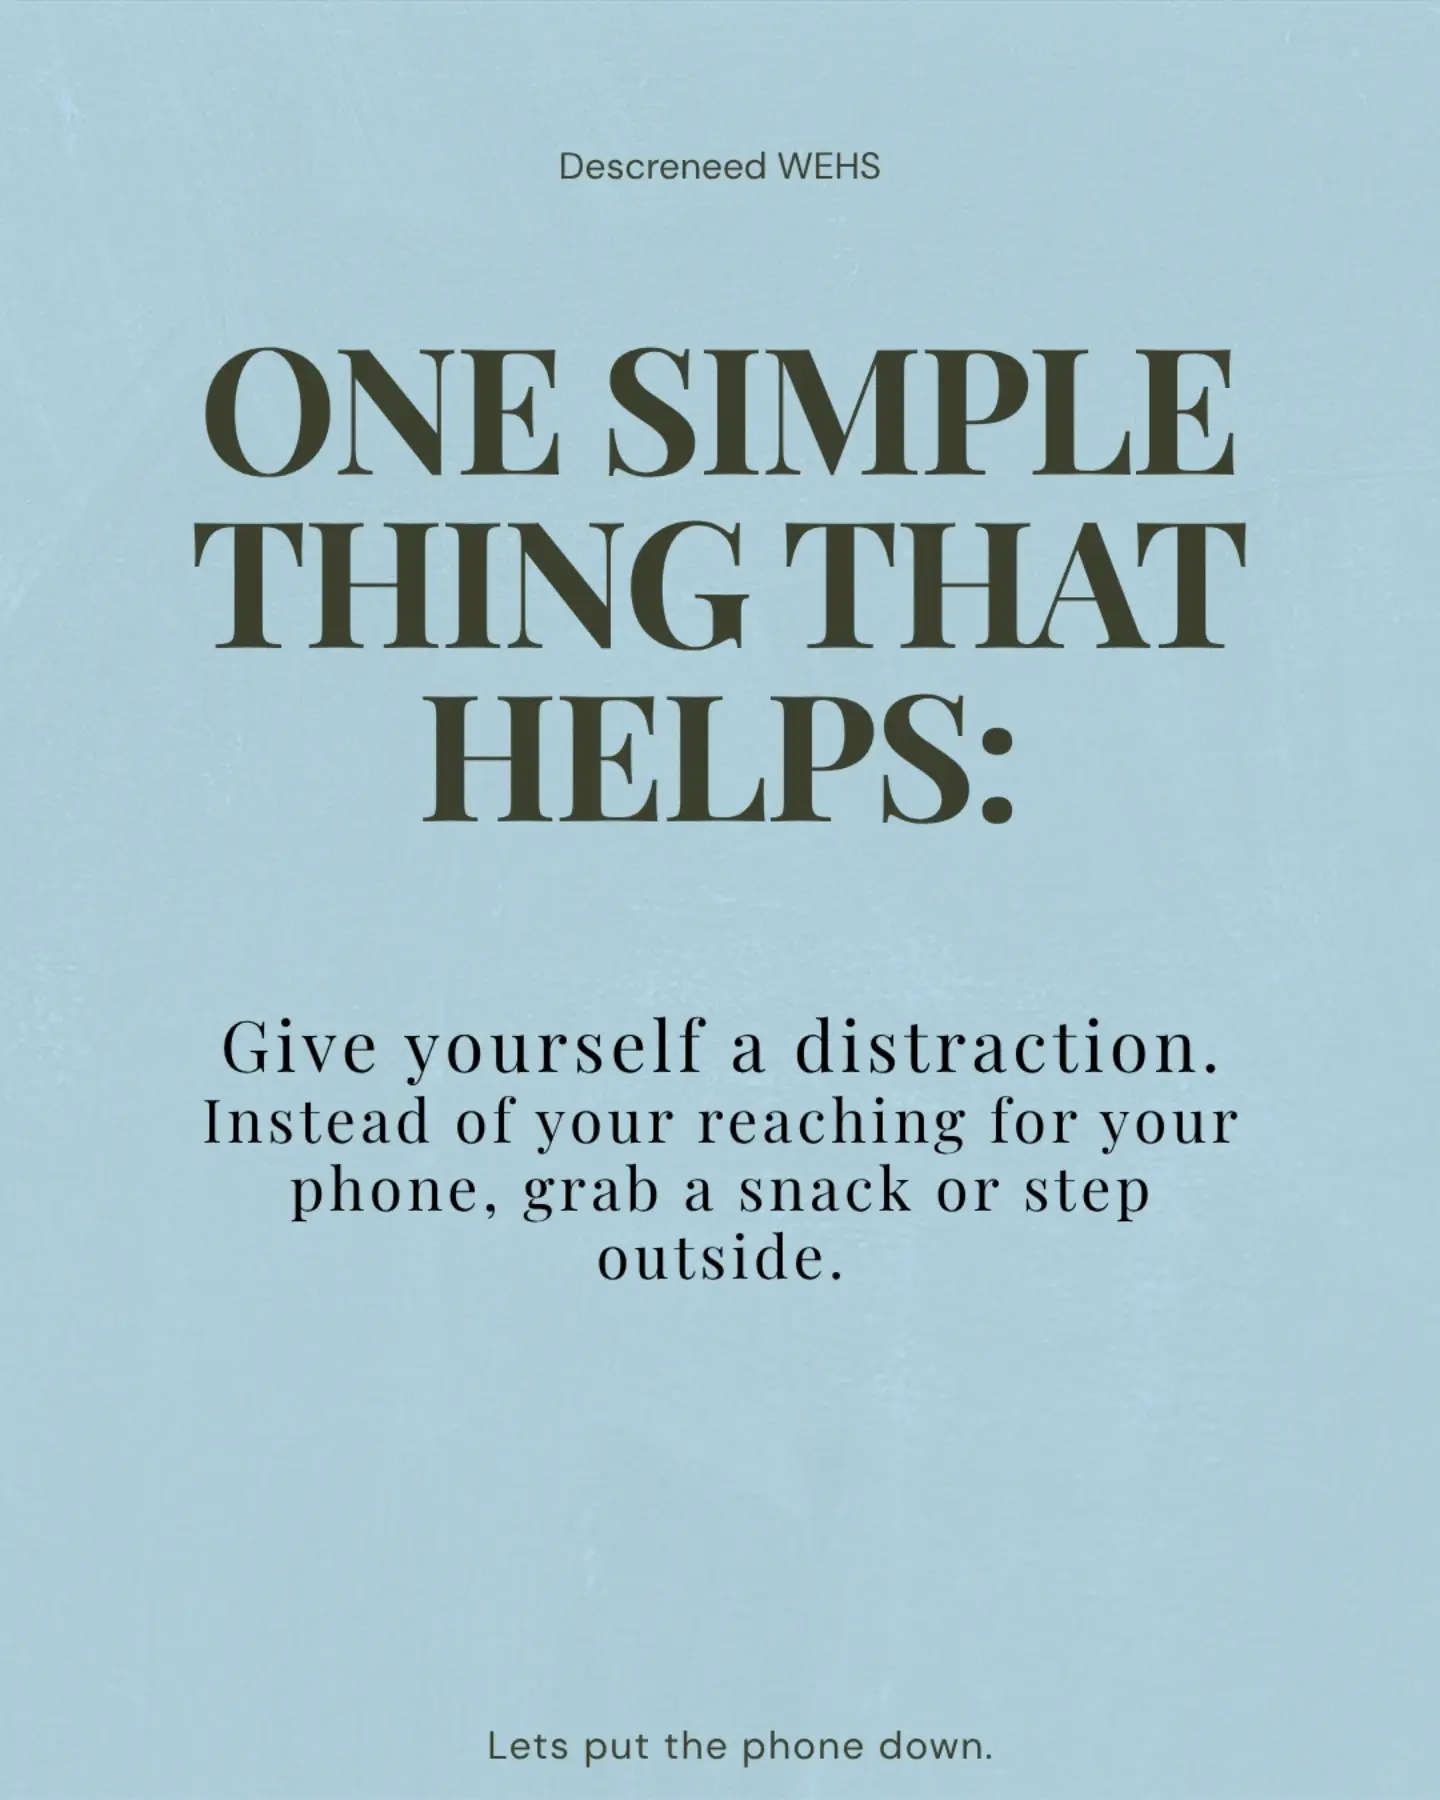 Descreneed WEHS
ONE SIMPLE
THING THAT
HELPS:
Give yourself a distraction.
Instead of your reaching for your
phone, grab a snack or step
outside.
Lets put the phone down.